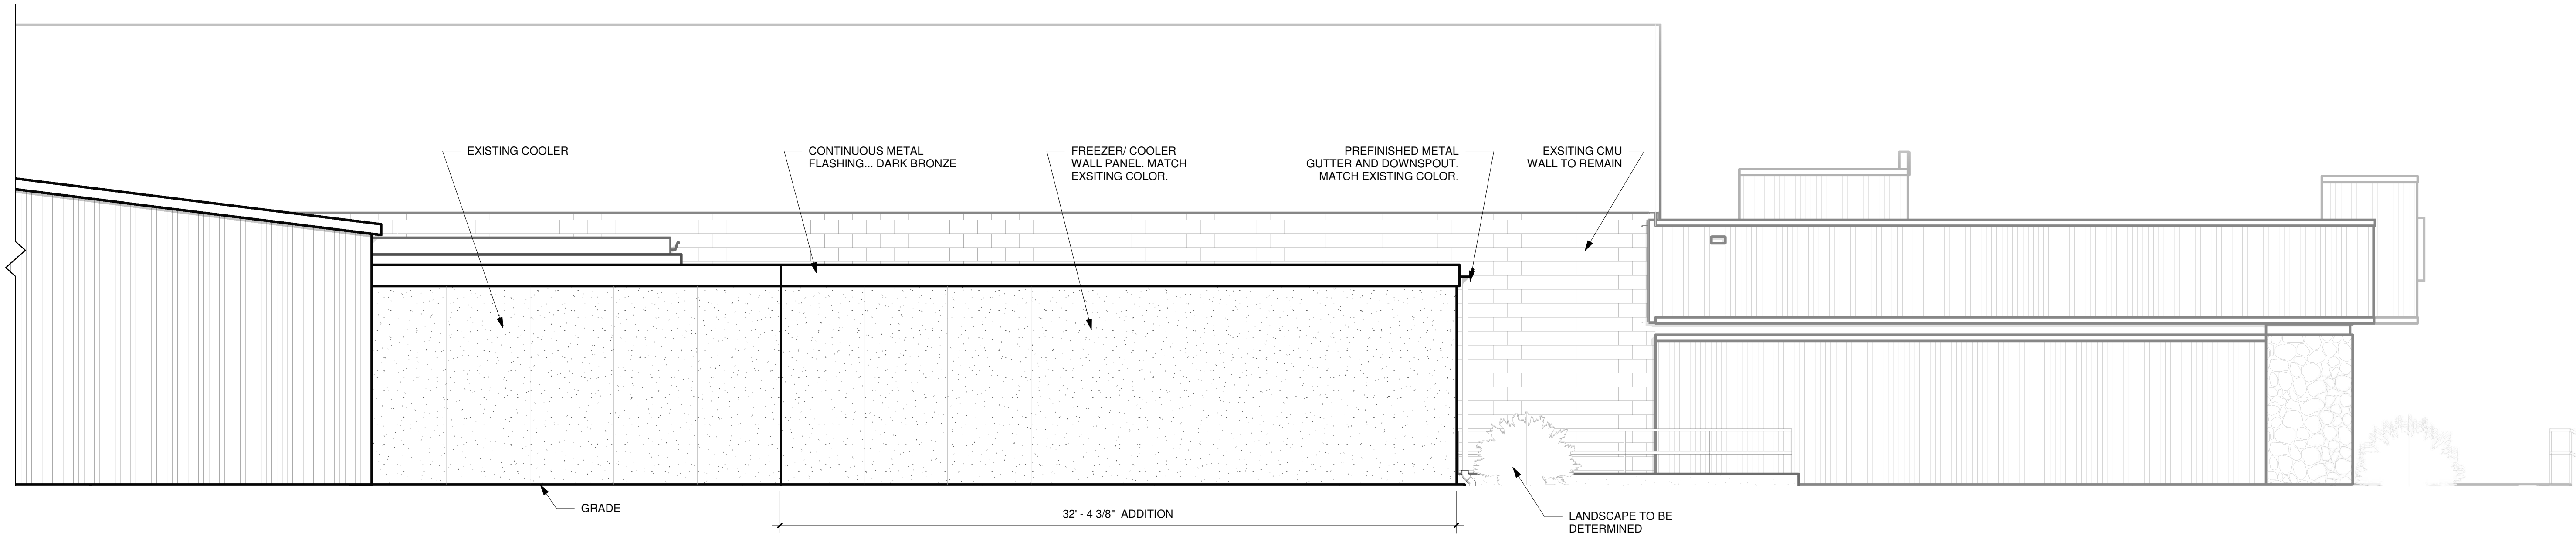 EXISTING COOLER
CONTINUOUS METAL
FLASHING... DARK BRONZE
FREEZER/ COOLER
WALL PANEL. MATCH
EXSITING COLOR.
PREFINISHED METAL
GUTTER AND DOWNSPOUT.
MATCH EXISTING COLOR.
EXSITING CMU
WALL TO REMAIN
GRADE
32' - 4 3/8" ADDITION
LANDSCAPE TO BE
DETERMINED